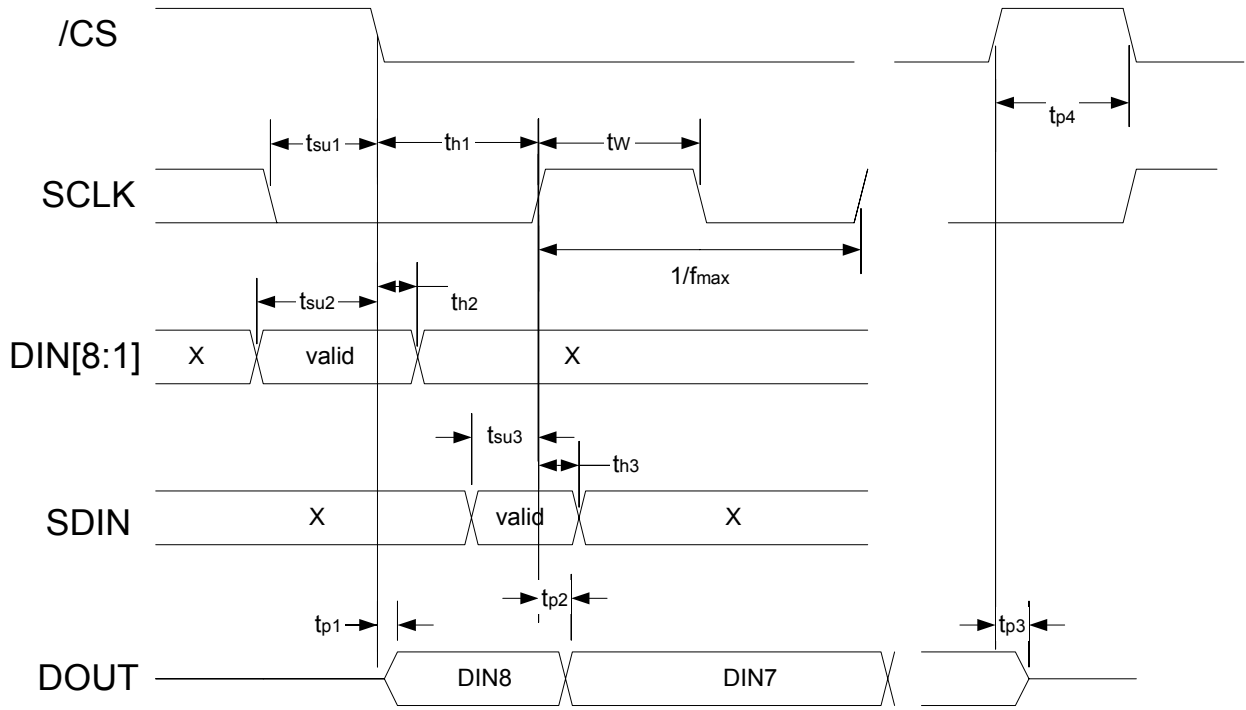 /CS
tp4
tsu1 th1 tW
SCLK
1/fmax
tsu2 th2
DIN[8:1] X valid X
tsu3
th3
SDIN X valid X
tp1 tp2 tp3
DOUT DIN8 DIN7